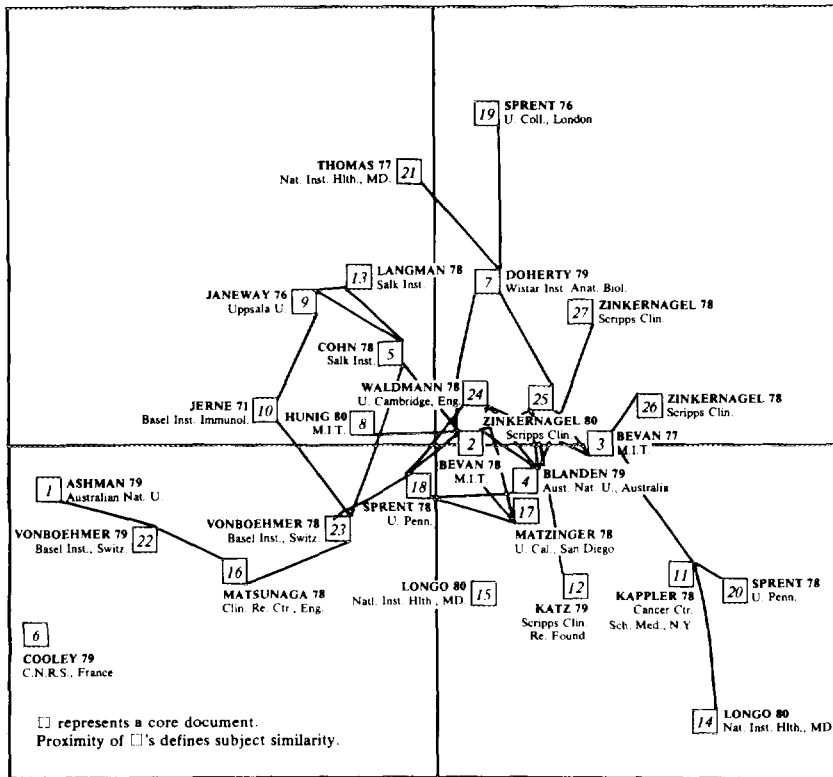 19 SPRENT 76
U. Coll., London
THOMAS 77
Nat. Inst. Hlth., MD.
21
13 LANGMAN 78
Salk Inst.
JANEWAY 76
Uppsala U.
9
7 DOHERTY 79
Wistar Inst. Anat. Biol.
27 ZINKERNAGEL 78
Scripps Clin.
COHN 78
Salk Inst.
5
WALDMANN 78
U. Cambridge, Eng.
24
25
26 ZINKERNAGEL 78
Scripps Clin.
JERNE 71
Basel Inst. Immunol.
10
HUNIG 80
M.I.T.
8
ZINKERNAGEL 80
Scripps Clin.
2
3
BEVAN 77
M.I.T.
BEVAN 78
M.I.T.
4
BLANDEN 79
Aust. Nat. U., Australia
1 ASHMAN 79
Australian Nat. U.
18
SPRENT 78
U. Penn.
17
MATZINGER 78
U. Cal., San Diego
VONBOEHMER 79
Basel Inst., Switz.
22
VONBOEHMER 78
Basel Inst., Switz.
23
16
MATSUNAGA 78
Clin. Re. Ctr., Eng.
LONGO 80
Natl. Inst. Hlth., MD.
15
12
KATZ 79
Scripps Clin.
Re. Found
11
KAPPLER 78
Cancer Ctr.
Sch. Med., N.Y
20 SPRENT 78
U. Penn.
6
COOLEY 79
C.N.R.S., France
14 LONGO 80
Nat. Inst. Hlth., MD
□ represents a core document.
Proximity of □'s defines subject similarity.